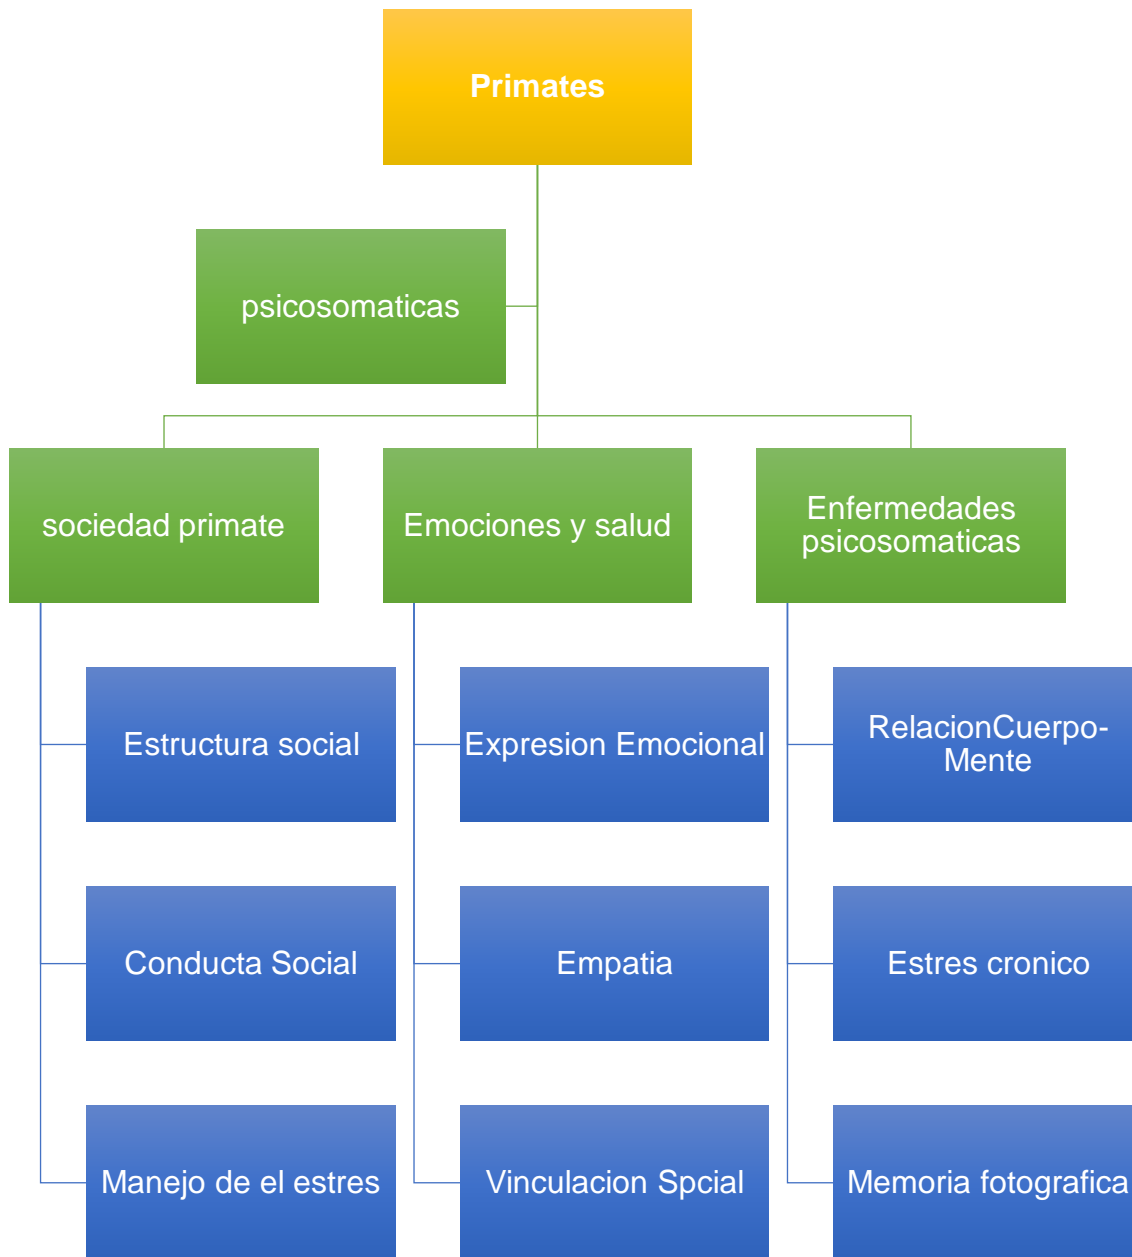 Primates
psicosomaticas
sociedad primate
Emociones y salud
Enfermedades
psicosomaticas
Estructura social
Expresion Emocional
RelacionCuerpo-
Mente
Conducta Social
Empatia
Estres cronico
Manejo de el estres
Vinculacion Spcial
Memoria fotografica